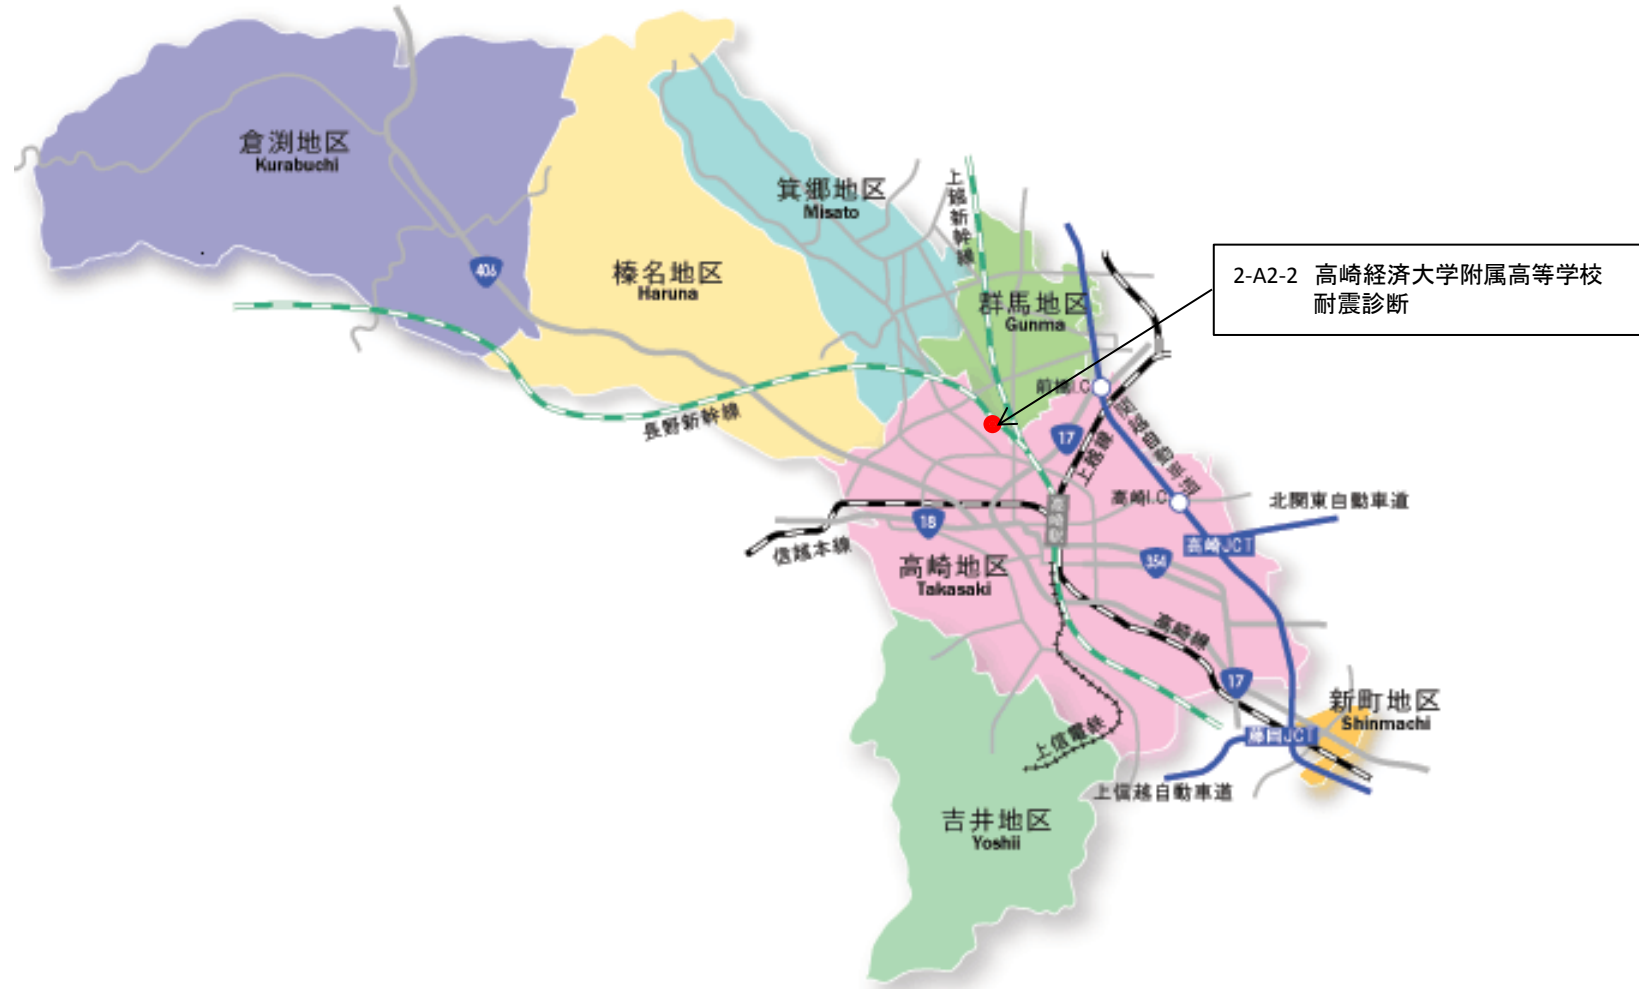 倉渕地区
Kurabuchi
406
榛名地区
Haruna
箕郷地区
Misato
上越新幹線
群馬地区
Gunma
2-A2-2 高崎経済大学附属高等学校
耐震診断
長野新幹線
前橋I.C
17
上越線
関越自動車道
高崎I.C
北関東自動車道
高崎JCT
高崎駅
18
信越本線
354
高崎地区
Takasaki
高崎線
17
新町地区
Shinmachi
藤岡JCT
上信電鉄
上信越自動車道
吉井地区
Yoshii